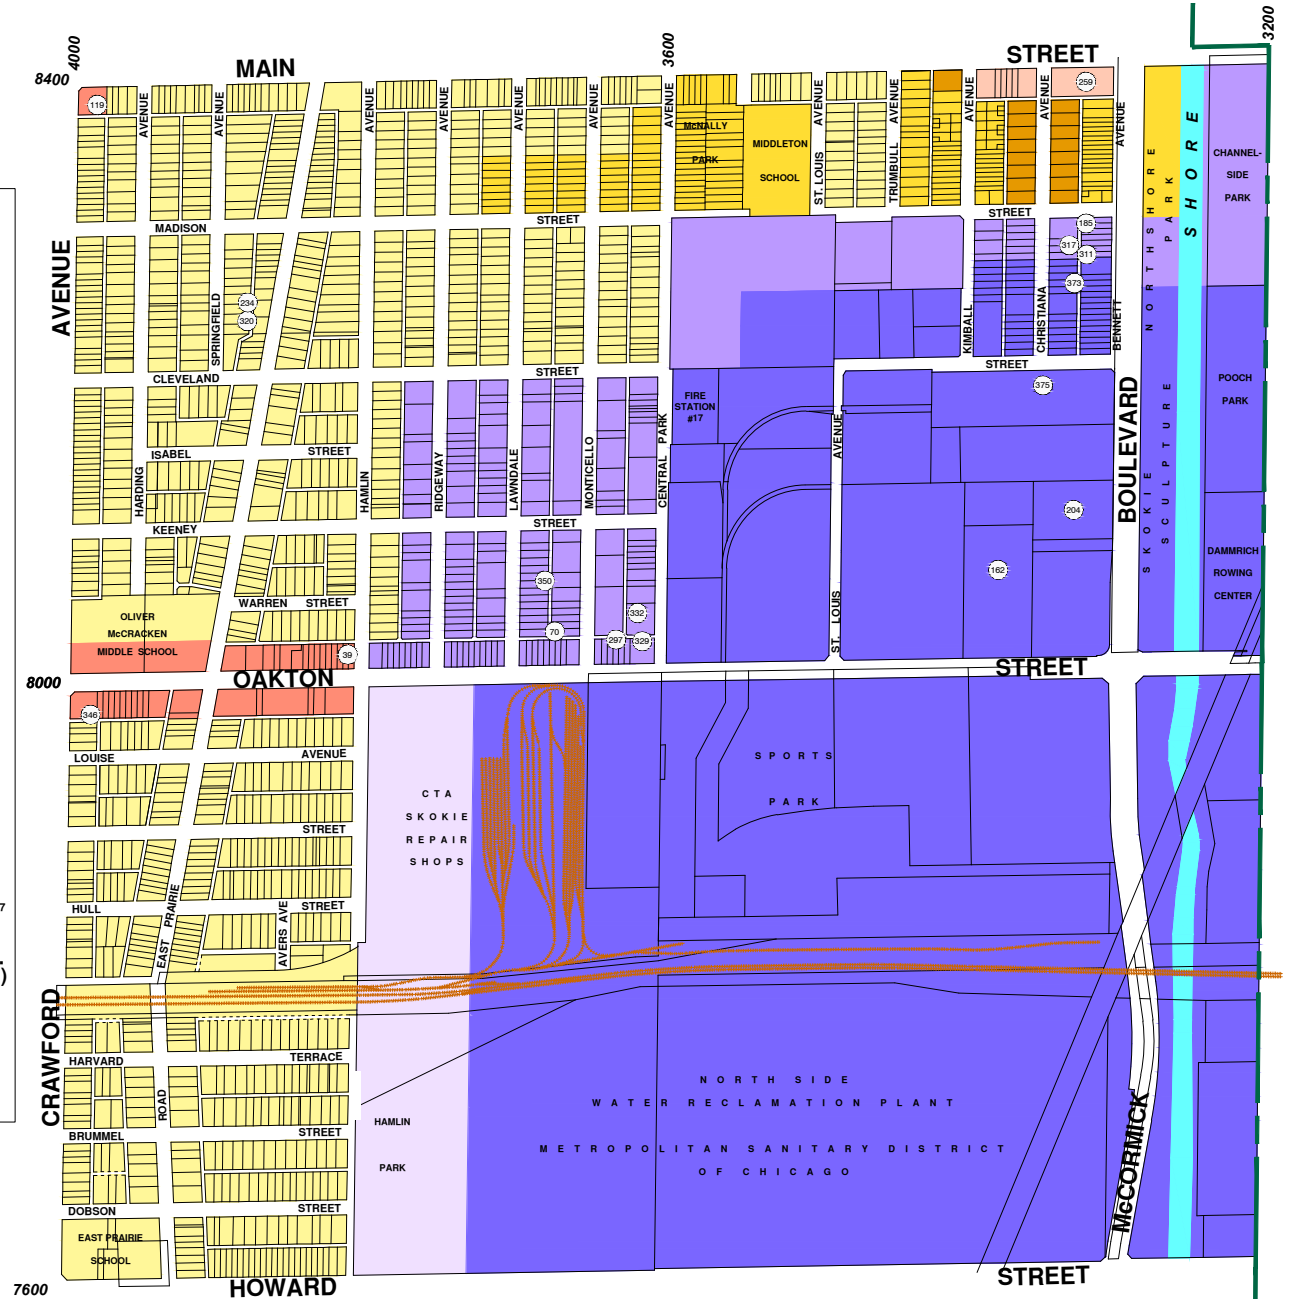 4000
3600
3200
8400
MAIN
STREET
119
259
AVENUE
AVENUE
AVENUE
AVENUE
AVENUE
AVENUE
AVENUE
AVENUE
AVENUE
AVENUE
AVENUE
McNALLY
PARK
MIDDLETON
SCHOOL
ST. LOUIS
TRUMBULL
SHORE
CHANNEL-
SIDE
PARK
NORTHSHORE
PARK
STREET
STREET
MADISON
185
317
311
373
AVENUE
SPRINGFIELD
234
320
KIMBALL
CHRISTIANA
BENNETT
STREET
STREET
CLEVELAND
375
FIRE
STATION
#17
POOCH
PARK
BOULEVARD
SKOKIE
SCULPTURE
ISABEL
STREET
HARDING
HAMLIN
RIDGEWAY
LAWNDALE
MONTICELLO
CENTRAL PARK
AVENUE
204
KEENEY
STREET
162
DAMMRICH
ROWING
CENTER
350
WARREN STREET
OLIVER
McCRACKEN
MIDDLE SCHOOL
332
70
297
329
ST. LOUIS
39
8000
OAKTON
STREET
346
LOUISE
AVENUE
SPORTS
PARK
CTA
SKOKIE
REPAIR
SHOPS
STREET
HULL
STREET
EAST PRAIRIE
AVERS AVE
7
)
CRAWFORD
HARVARD
TERRACE
ROAD
NORTH SIDE
WATER RECLAMATION PLANT
METROPOLITAN SANITARY DISTRICT
OF CHICAGO
HAMLIN
PARK
BRUMMEL
STREET
McCORMICK
DOBSON
STREET
EAST PRAIRIE
SCHOOL
7600
HOWARD
STREET